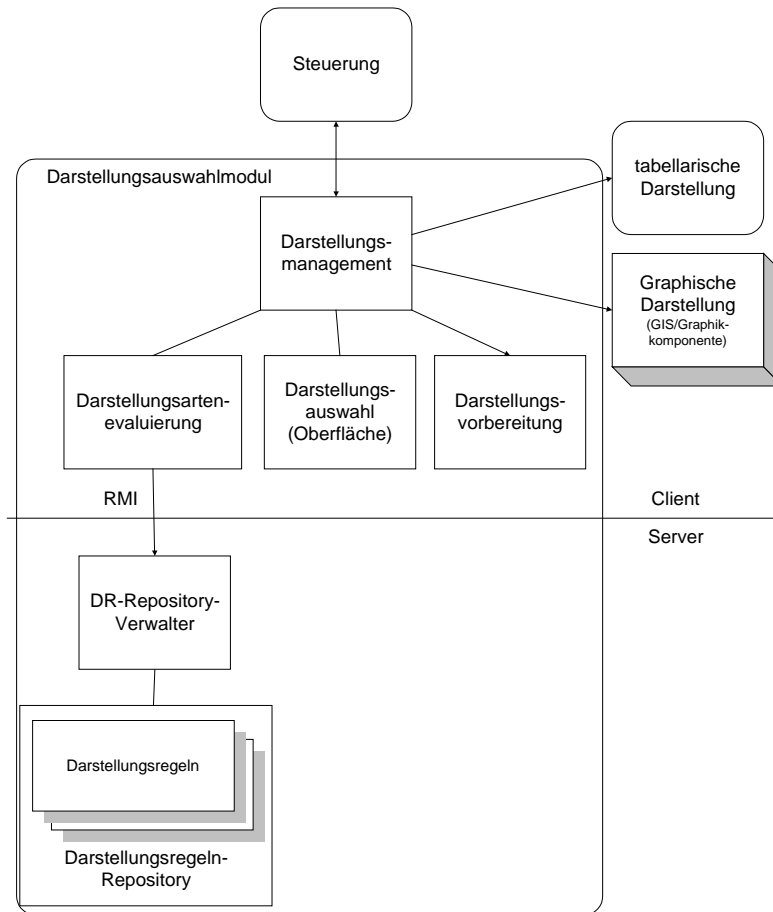 Steuerung
Darstellungsauswahlmodul
tabellarische
Darstellung
Darstellungs-
management
Graphische
Darstellung
(GIS/Graphik-
komponente)
Darstellungsarten-
evaluierung
Darstellungs-
auswahl
(Oberfläche)
Darstellungs-
vorbereitung
RMI
Client
Server
DR-Repository-
Verwalter
Darstellungsregeln
Darstellungsregeln-
Repository